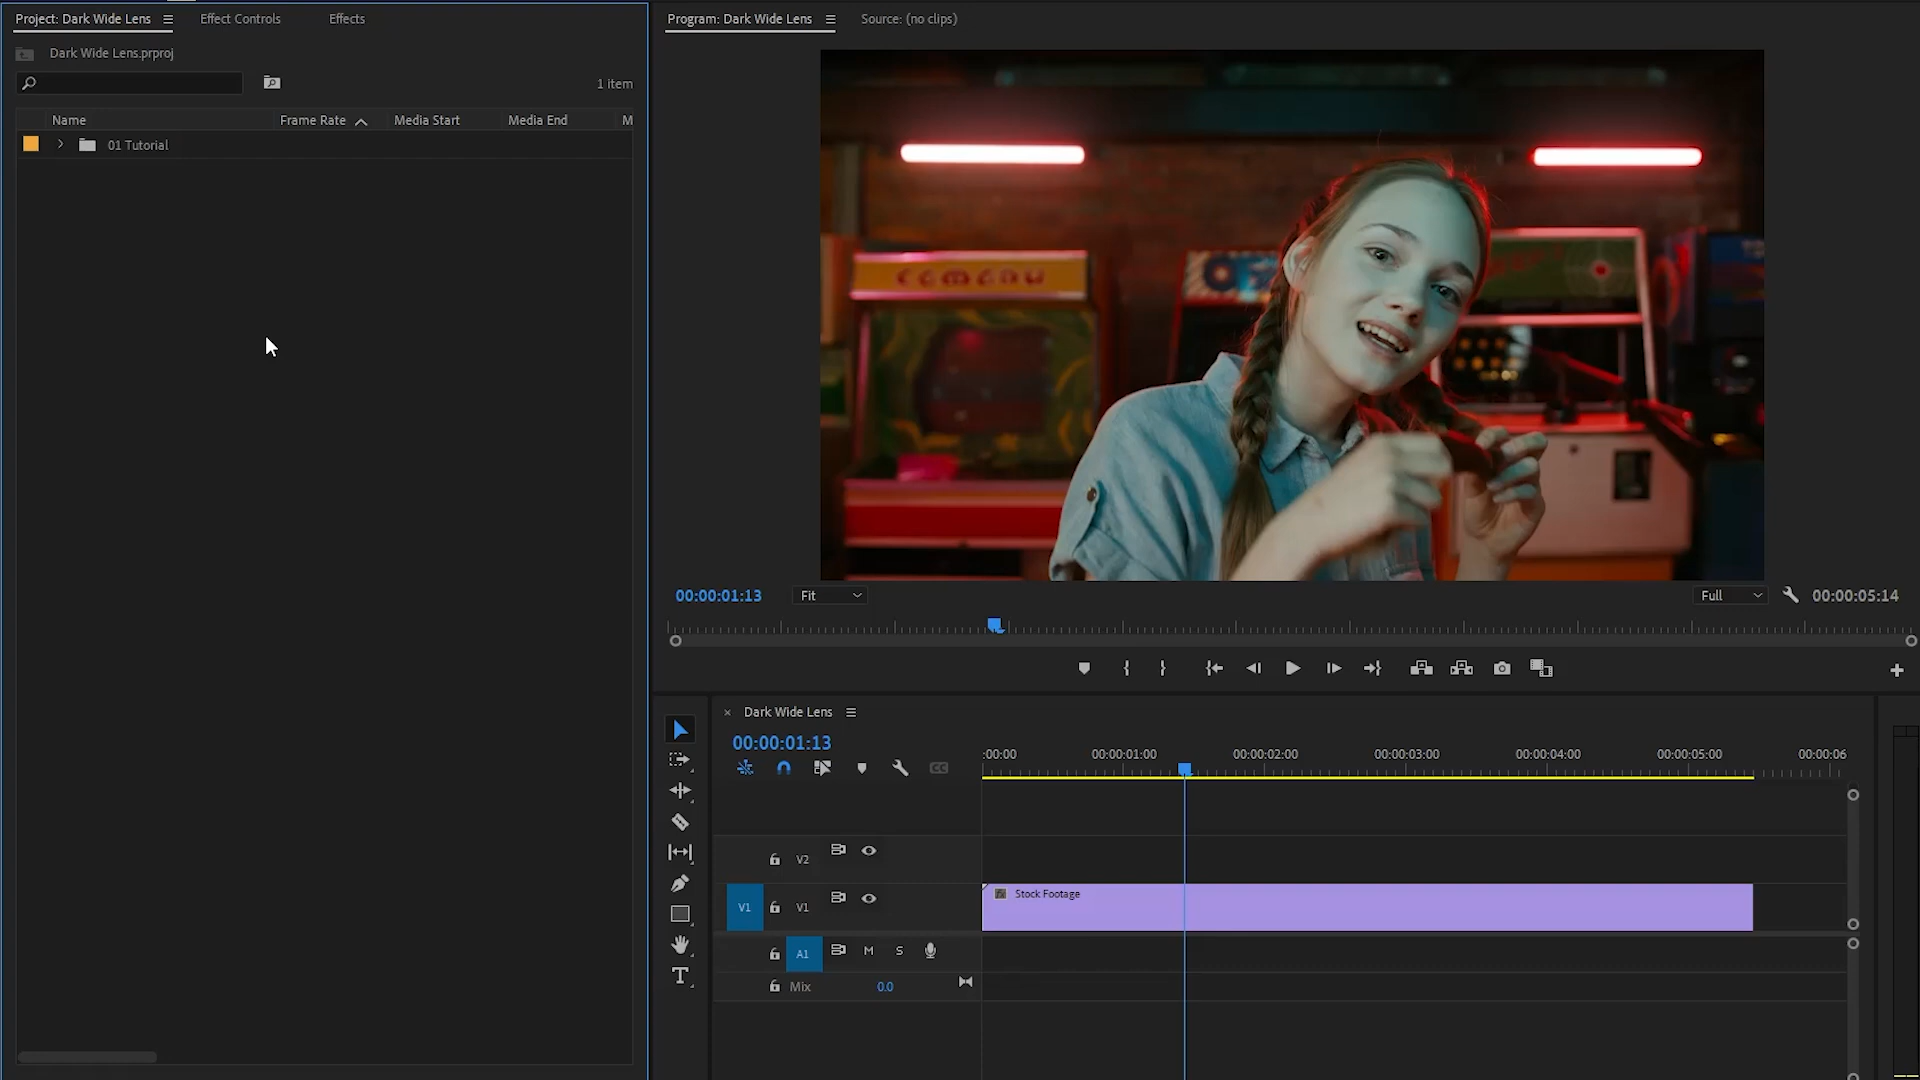 Project: Dark Wide Lens
Effect Controls
Effects
Dark Wide Lens.prproj
1 item
Name
Frame Rate
Media Start
Media End
M
01 Tutorial
Program: Dark Wide Lens
Source: (no clips)
00:00:01:13
Fit
Full
00:00:05:14
Dark Wide Lens
00:00:01:13
:00:00
00:00:01:00
00:00:02:00
00:00:03:00
00:00:04:00
00:00:05:00
00:00:06
CC
V2
V1
V1
Stock Footage
A1
M
S
Mix
0.0